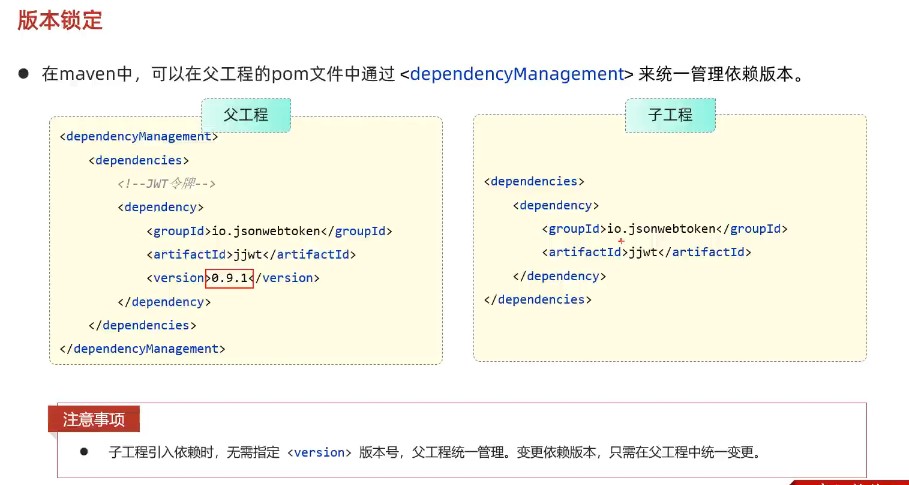 版本锁定
● 在maven中，可以在父工程的pom文件中通过 <dependencyManagement> 来统一管理依赖版本。
父工程
<dependencyManagement>
<dependencies>
<!--JWT令牌-->
<dependency>
<groupId>io.jsonwebtoken</groupId>
<artifactId>jjwt</artifactId>
<version>0.9.1</version>
</dependency>
</dependencies>
</dependencyManagement>
子工程
<dependencies>
<dependency>
<groupId>io.jsonwebtoken</groupId>
<artifactId>jjwt</artifactId>
</dependency>
</dependencies>
注意事项
● 子工程引入依赖时，无需指定 <version> 版本号，父工程统一管理。变更依赖版本，只需在父工程中统一变更。